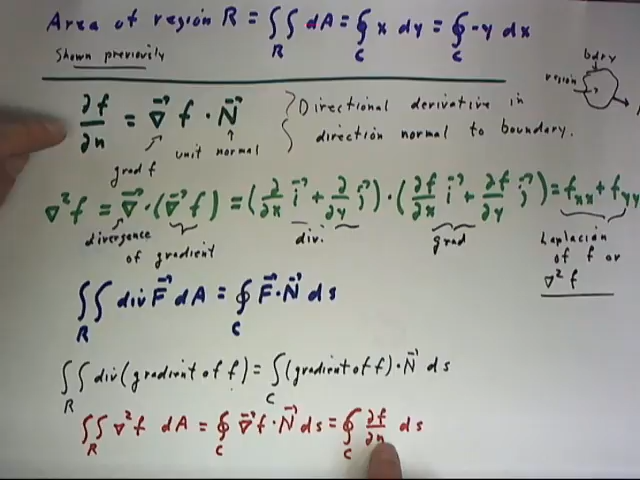 Area of region R = ∬_R dA = ∮_C x dy = ∮_C -y dx
Shown previously
bdry
region
∂f/∂n = ∇⃗ f · N⃗ } Directional derivative in
direction normal to boundary.
grad f
unit normal
∇²f = ∇⃗ · (∇⃗ f) = (∂/∂x i⃗ + ∂/∂y j⃗) · (∂f/∂x i⃗ + ∂f/∂y j⃗) = f_xx + f_yy
divergence
of gradient
div.
grad
Laplacian
of f or
∇²f
∬_R div F⃗ dA = ∮_C F⃗ · N⃗ ds
∬_R div (gradient of f) = ∫_C (gradient of f) · N⃗ ds
∬_R ∇²f dA = ∮_C ∇⃗f · N⃗ ds = ∮_C ∂f/∂n ds